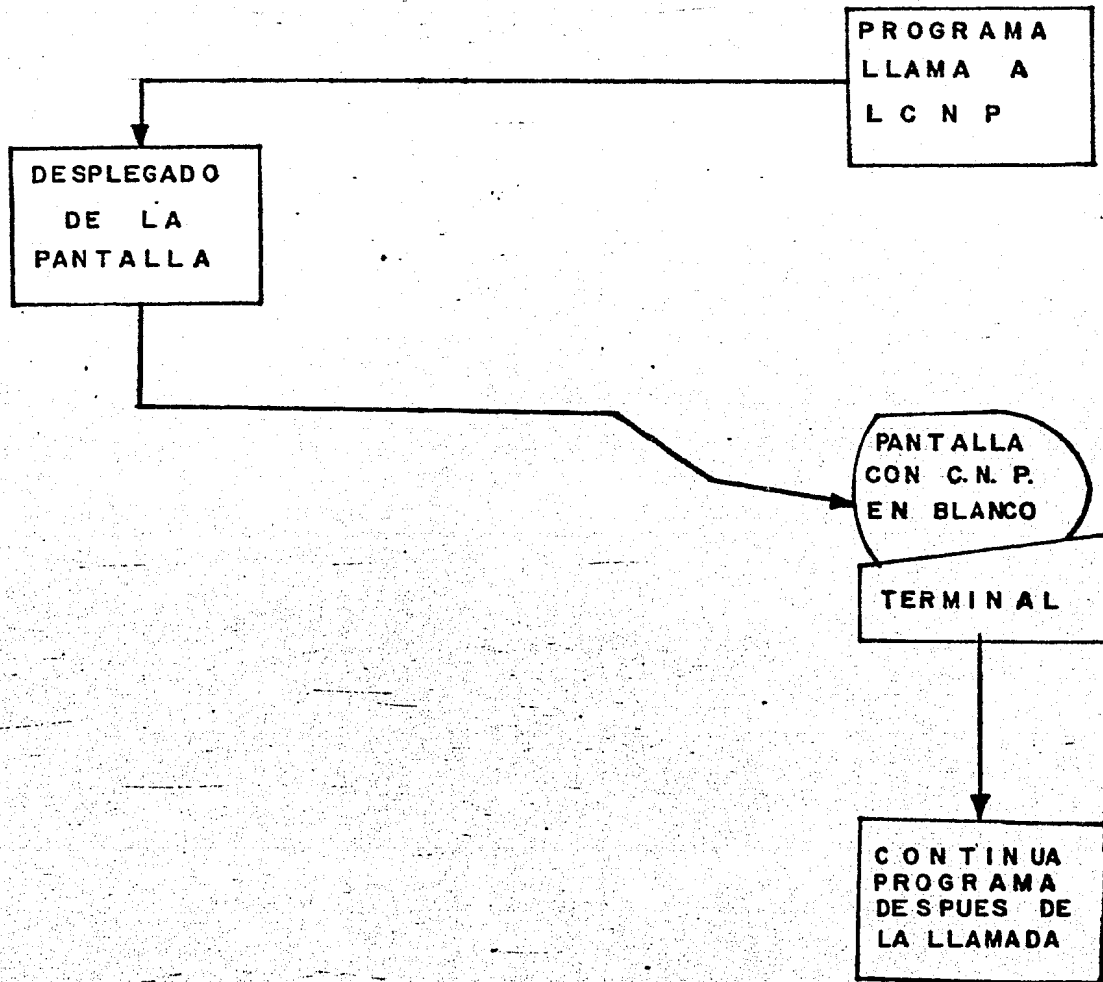 PROGRAMA
LLAMA A
LCNP
DESPLEGADO
DE LA
PANTALLA
PANTALLA
CON C.N.P.
EN BLANCO
TERMINAL
CONTINUA
PROGRAMA
DESPUES DE
LA LLAMADA